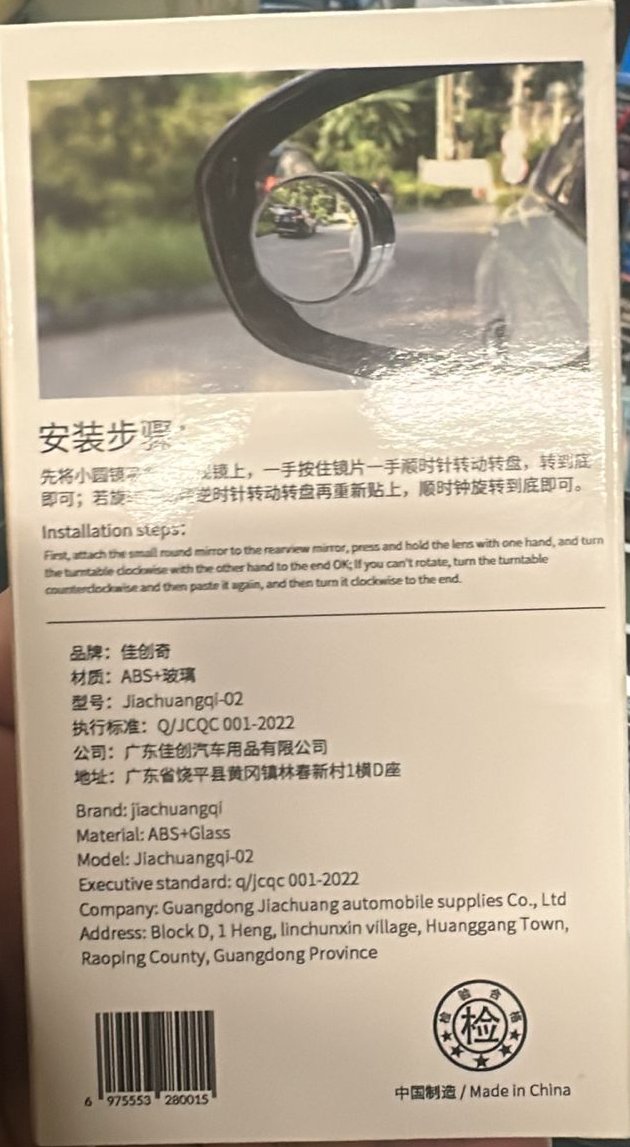 安装步骤：
先将小圆镜 镜上，一手按住镜片一手顺时针转动转盘，转到底
即可；若旋 逆时针转动转盘再重新贴上，顺时钟旋转到底即可。
Installation steps:
First, attach the small round mirror to the rearview mirror, press and hold the lens with one hand, and turn
the turntable clockwise with the other hand to the end OK; If you can't rotate, turn the turntable
counterclockwise and then paste it again, and then turn it clockwise to the end.
品牌：佳创奇
材质：ABS+玻璃
型号：Jiachuangqi-02
执行标准：Q/JCQC 001-2022
公司：广东佳创汽车用品有限公司
地址：广东省饶平县黄冈镇林春新村1横D座
Brand: jiachuangqi
Material: ABS+Glass
Model: Jiachuangqi-02
Executive standard: q/jcqc 001-2022
Company: Guangdong Jiachuang automobile supplies Co., Ltd
Address: Block D, 1 Heng, linchunxin village, Huanggang Town,
Raoping County, Guangdong Province
检验合格
检
6 975553 280015
中国制造 / Made in China